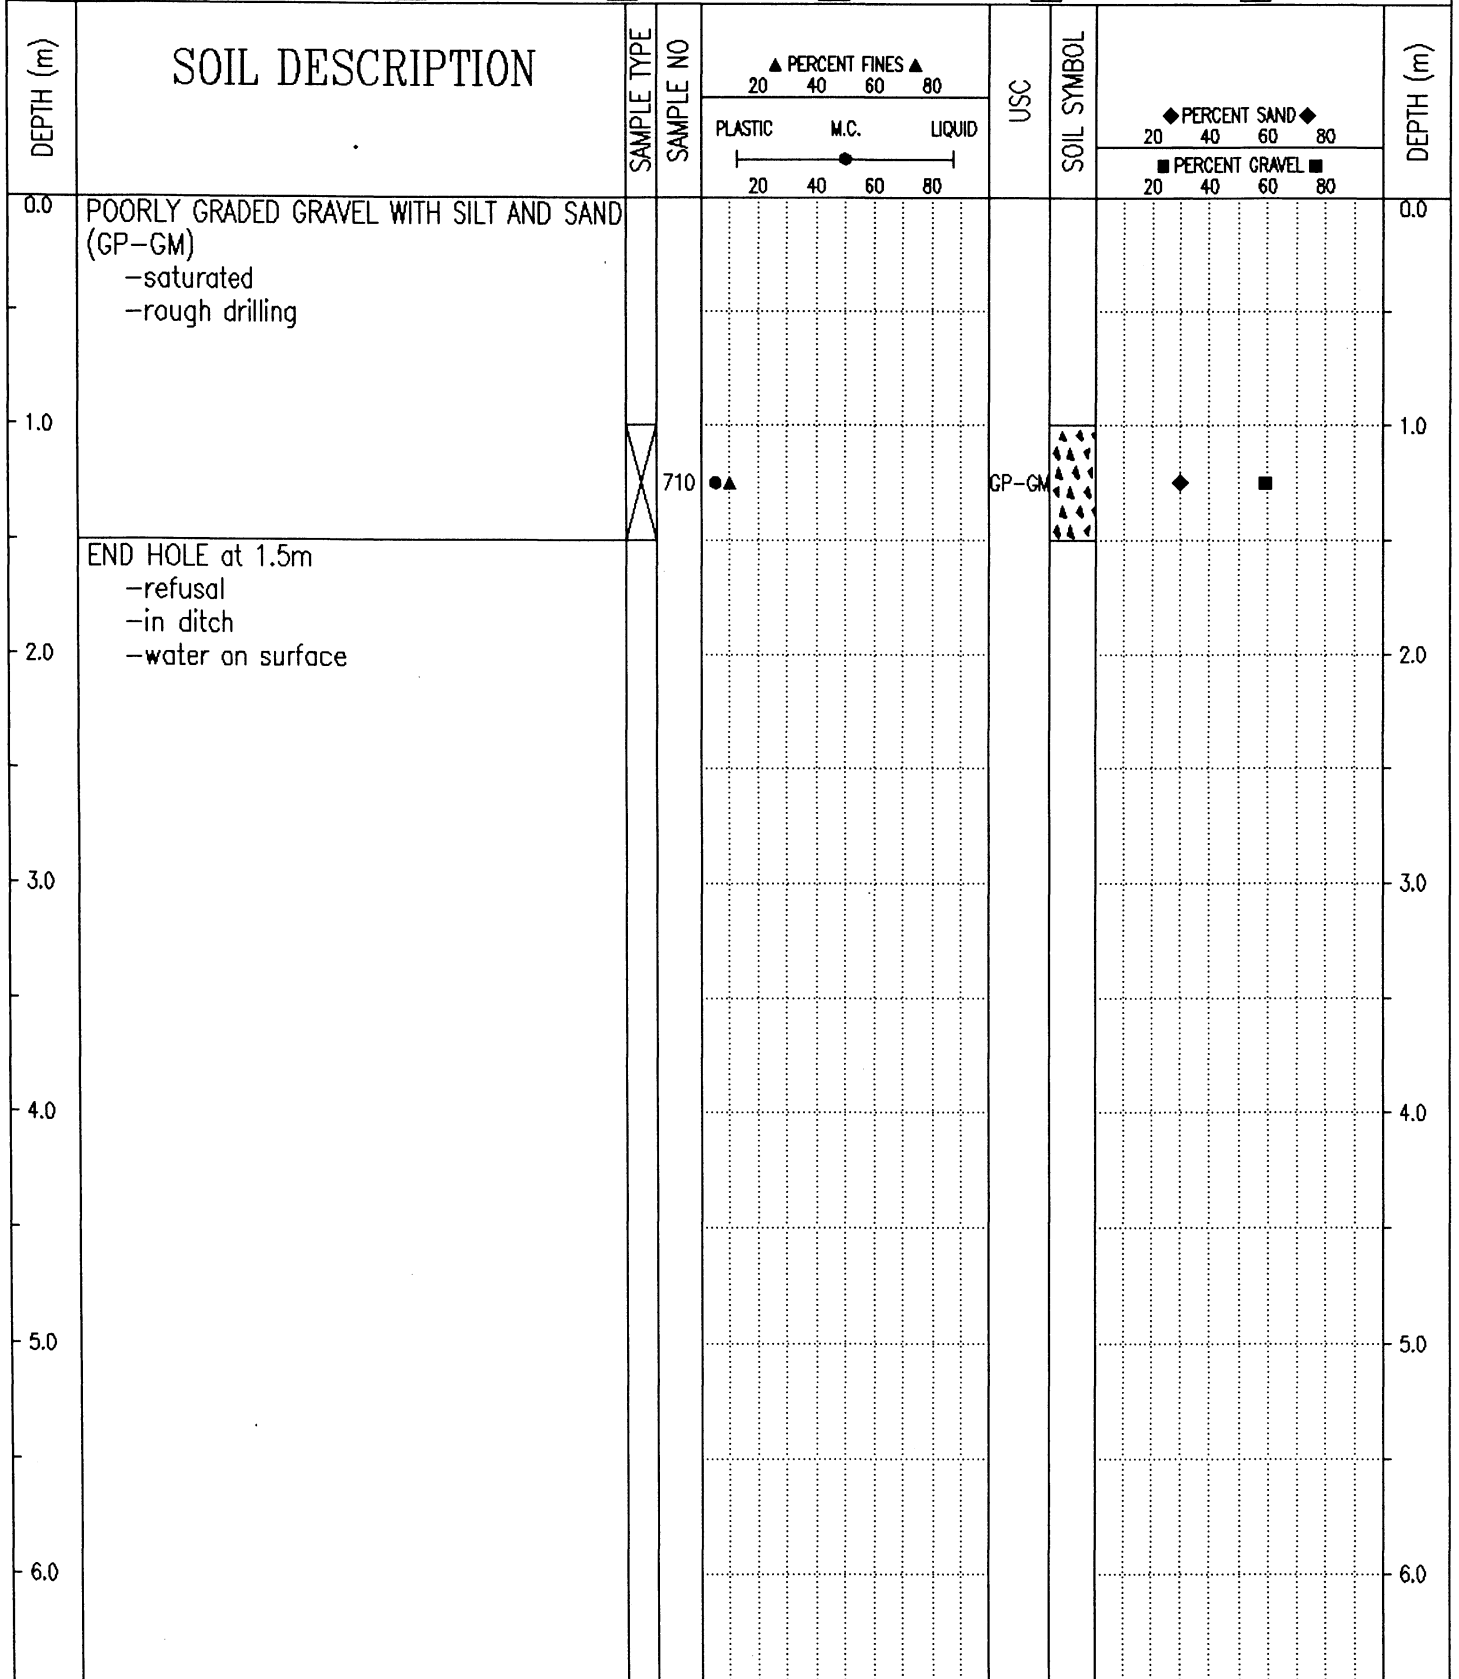 DEPTH (m)
SOIL DESCRIPTION
SAMPLE TYPE
SAMPLE NO
▲ PERCENT FINES ▲
20 40 60 80
PLASTIC M.C. LIQUID
20 40 60 80
USC
SOIL SYMBOL
◆PERCENT SAND◆
20 40 60 80
■ PERCENT GRAVEL ■
20 40 60 80
DEPTH (m)
0.0 POORLY GRADED GRAVEL WITH SILT AND SAND 0.0
(GP-GM)
-saturated
-rough drilling
1.0 1.0
710 GP-GM
END HOLE at 1.5m
-refusal
-in ditch
2.0 -water on surface 2.0
3.0 3.0
4.0 4.0
5.0 5.0
6.0 6.0